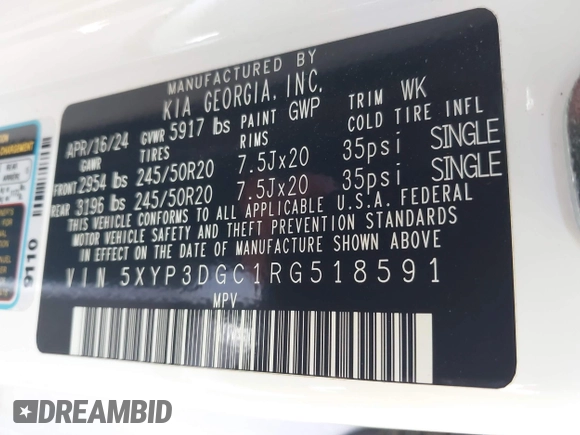 MANUFACTURED BY
KIA GEORGIA, INC.
APR/16/24 GVWR 5917 lbs PAINT GWP TRIM WK
GAWR TIRES RIMS COLD TIRE INFL
FRONT 2954 lbs 245/50R20 7.5Jx20 35psi SINGLE
REAR 3196 lbs 245/50R20 7.5Jx20 35psi SINGLE
THIS VEHICLE CONFORMS TO ALL APPLICABLE U.S.A. FEDERAL
MOTOR VEHICLE SAFETY AND THEFT PREVENTION STANDARDS
IN EFFECT ON THE DATE OF MANUFACTURE SHOWN ABOVE.
VIN 5XYP3DGC1RG518591
MPV
9110
DREAMBID